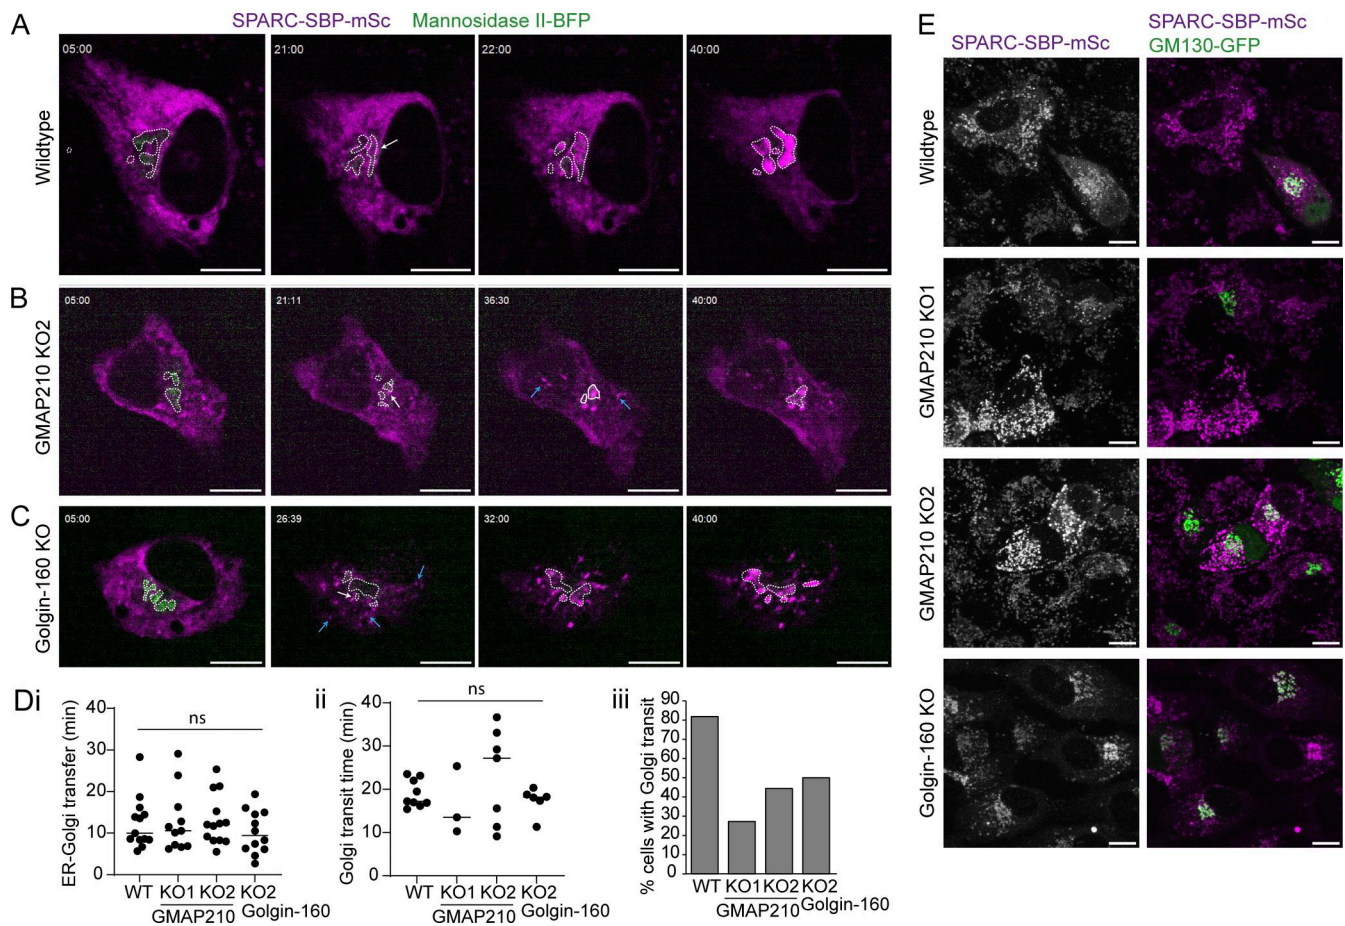 A
SPARC-SBP-mSc Mannosidase II-BFP
Wildtype
05:00
21:00
22:00
40:00
B
GMAP210 KO2
05:00
21:11
36:30
40:00
C
Golgin-160 KO
05:00
26:39
32:00
40:00
Di
ER-Golgi transfer (min)
ns
40
30
20
10
0
WT KO1 KO2 KO2
GMAP210 Golgin-160
ii
Golgi transit time (min)
ns
40
30
20
10
0
WT KO1 KO2 KO2
GMAP210 Golgin-160
iii
% cells with Golgi transit
90
80
70
60
50
40
30
20
10
0
WT KO1 KO2 KO2
GMAP210 Golgin-160
E
SPARC-SBP-mSc
SPARC-SBP-mSc
GM130-GFP
Wildtype
GMAP210 KO1
GMAP210 KO2
Golgin-160 KO